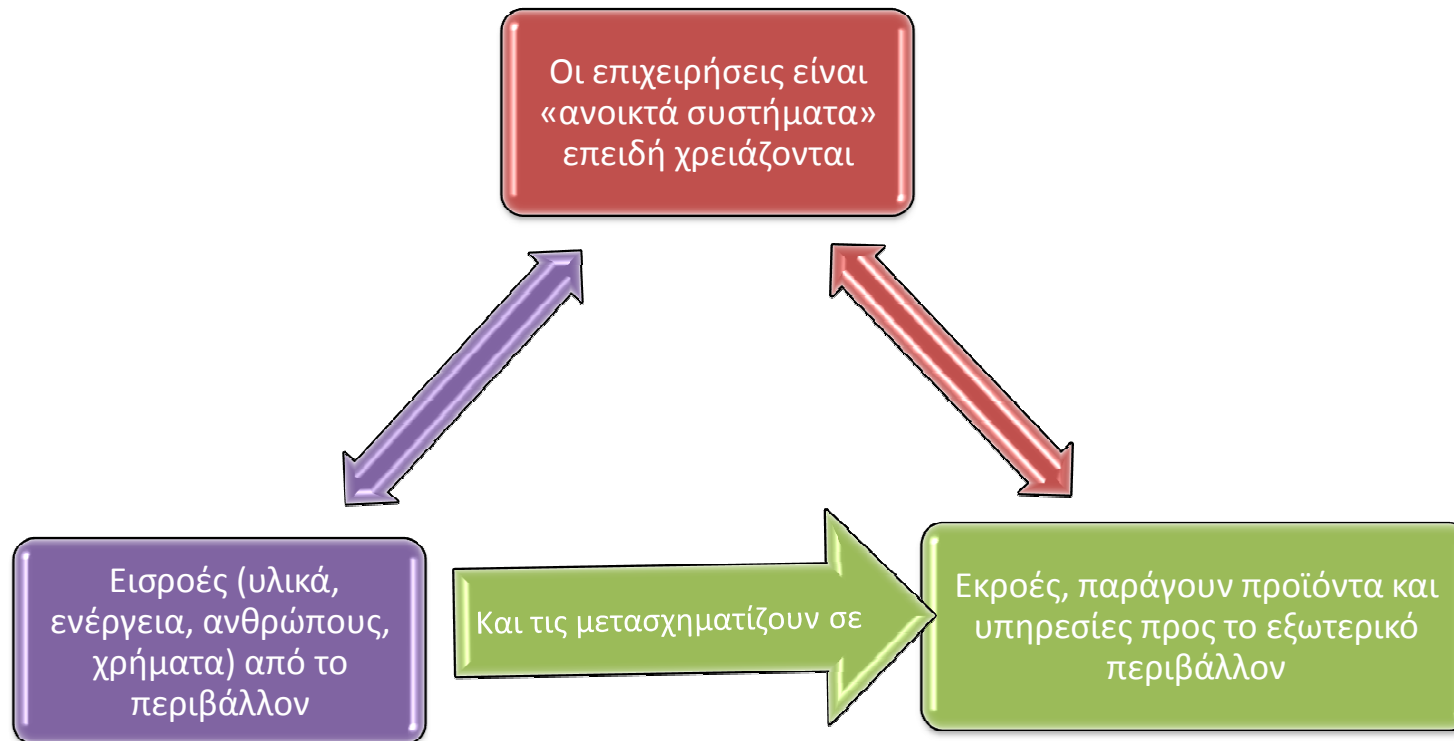 Οι επιχειρήσεις είναι
«ανοικτά συστήματα»
επειδή χρειάζονται
Εισροές (υλικά,
ενέργεια, ανθρώπους,
χρήματα) από το
περιβάλλον
Και τις μετασχηματίζουν σε
Εκροές, παράγουν προϊόντα και
υπηρεσίες προς το εξωτερικό
περιβάλλον